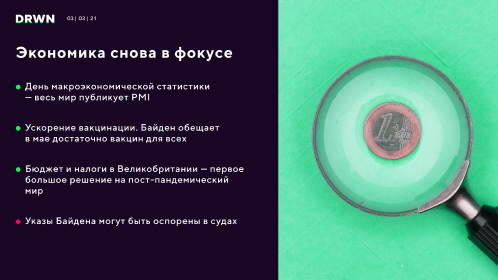 DRWN
03 | 03 | 21
Экономика снова в фокусе
День макроэкономической статистики
— весь мир публикует PMI
Ускорение вакцинации. Байден обещает
в мае достаточно вакцин для всех
Бюджет и налоги в Великобритании — первое
большое решение на пост-пандемический
мир
Указы Байдена могут быть оспорены в судах
1